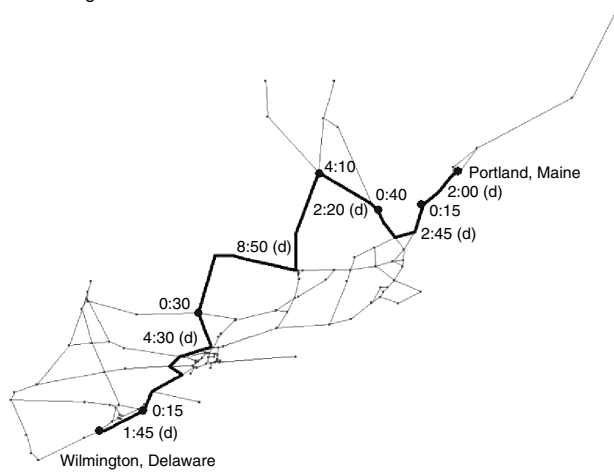 4:10
Portland, Maine
0:40
2:00 (d)
2:20 (d)
0:15
2:45 (d)
8:50 (d)
0:30
4:30 (d)
0:15
1:45 (d)
Wilmington, Delaware